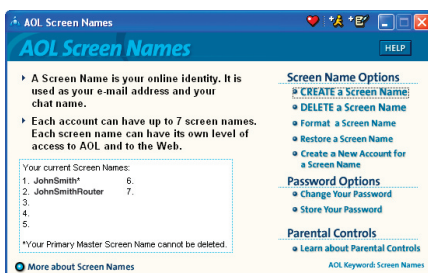 AOL Screen Names
AOL Screen Names
HELP
A Screen Name is your online identity. It is
used as your e-mail address and your
chat name.
Each account can have up to 7 screen names.
Each screen name can have its own level of
access to AOL and to the Web.
Your current Screen Names:
1. JohnSmith* 6.
2. JohnSmithRouter 7.
3.
4.
5.
*Your Primary Master Screen Name cannot be deleted.
More about Screen Names
Screen Name Options
CREATE a Screen Name
DELETE a Screen Name
Format a Screen Name
Restore a Screen Name
Create a New Account for
a Screen Name
Password Options
Change Your Password
Store Your Password
Parental Controls
Learn about Parental Controls
AOL Keyword: Screen Names